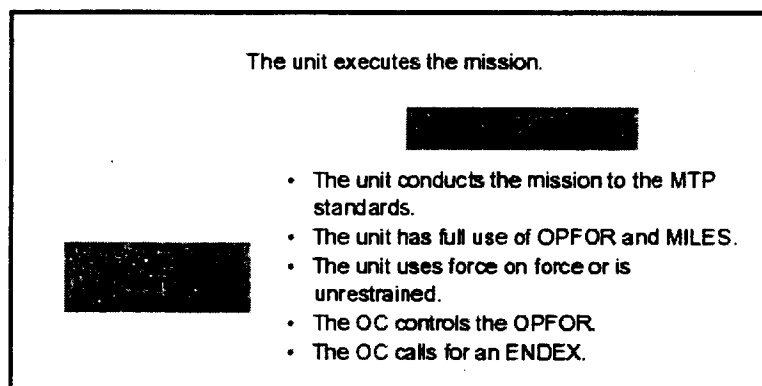 The unit executes the mission.
• The unit conducts the mission to the MTP
standards.
• The unit has full use of OPFOR and MILES.
• The unit uses force on force or is
unrestrained.
• The OC controls the OPFOR.
• The OC calls for an ENDEX.